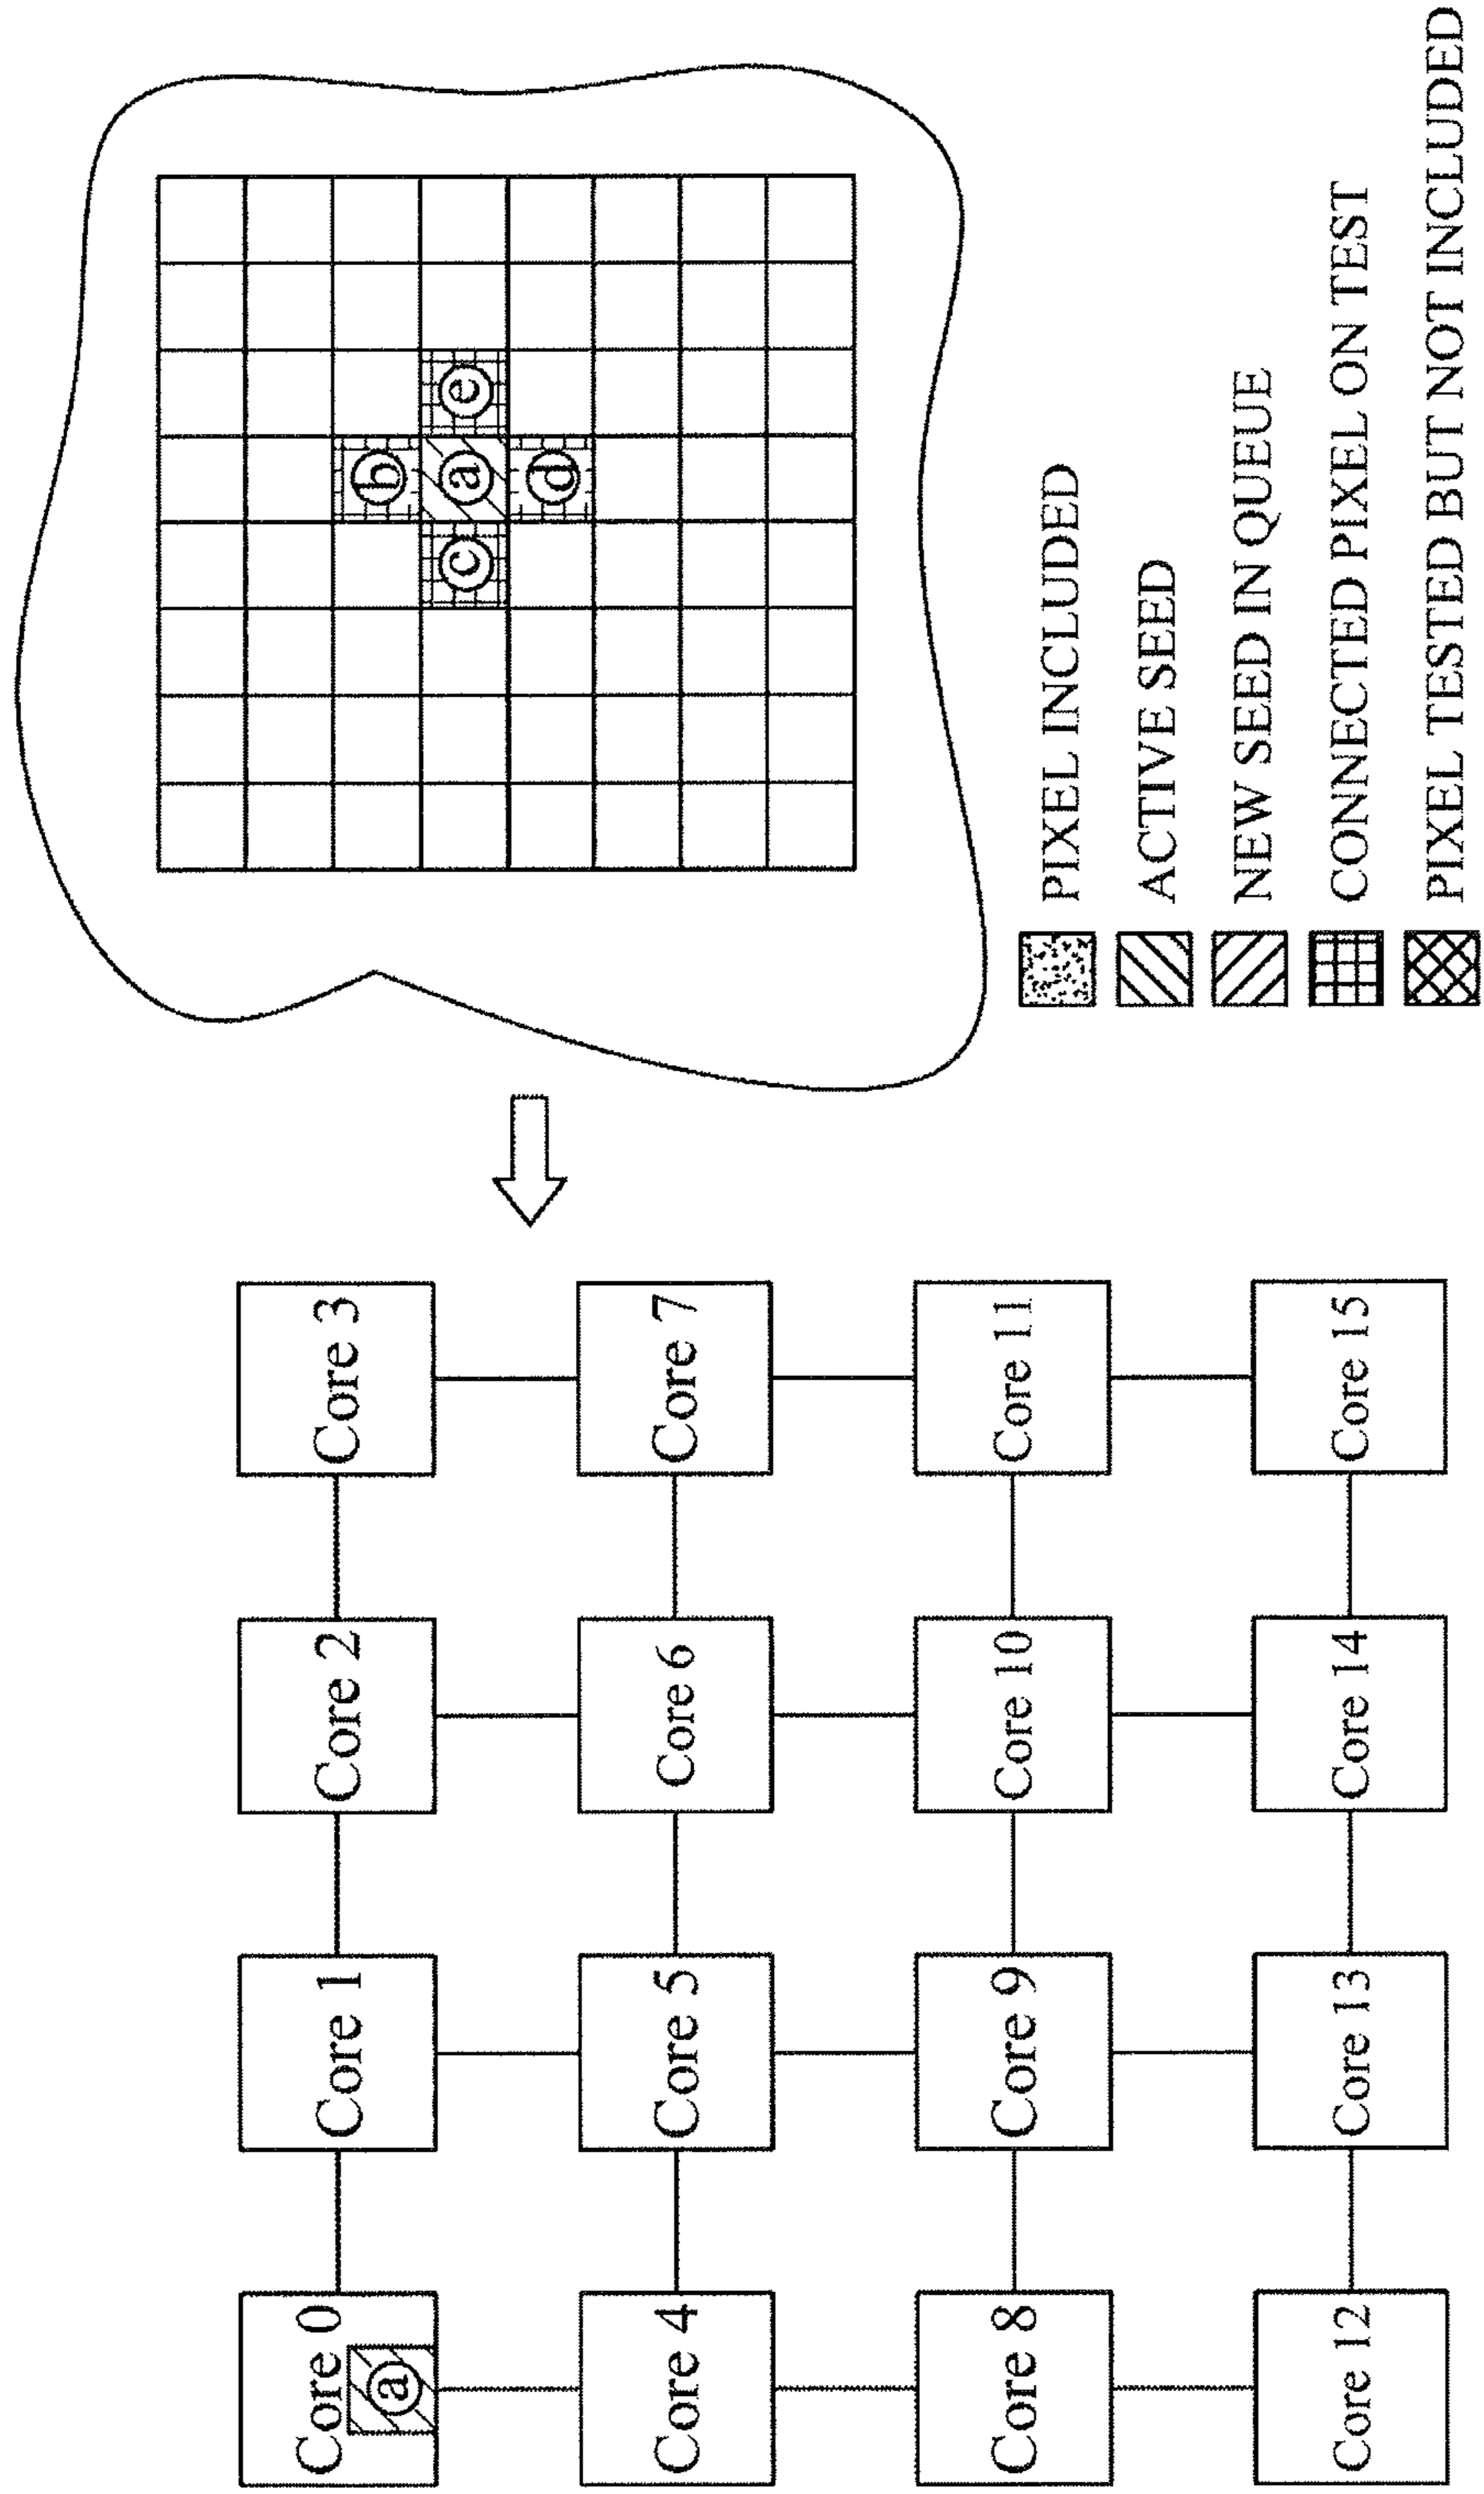 Core 0 Core 1 Core 2 Core 3
ⓐ
Core 4 Core 5 Core 6 Core 7
Core 8 Core 9 Core 10 Core 11
Core 12 Core 13 Core 14 Core 15
ⓑ
ⓒ ⓐ ⓔ
ⓓ
PIXEL INCLUDED
ACTIVE SEED
NEW SEED IN QUEUE
CONNECTED PIXEL ON TEST
PIXEL TESTED BUT NOT INCLUDED